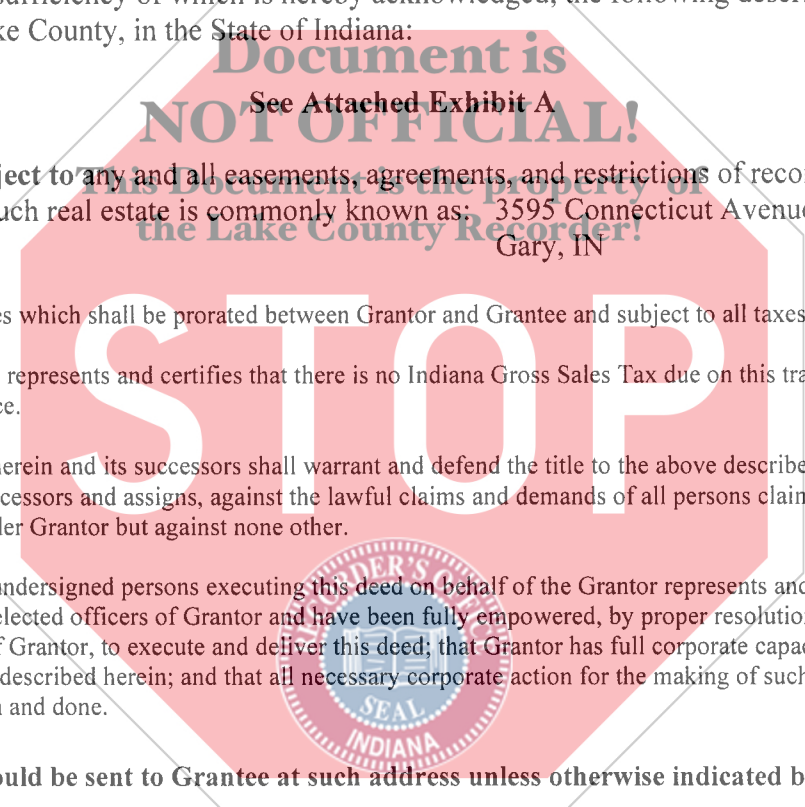 sufficiency of which is hereby acknowledged, the following
ke County, in the State of Indiana:
Document is
See Attached Exhibit A
NOT OFFICIAL!
ject to any and all easements, agreements, and restrictions of recor
This Document is the property of
uch real estate is commonly known as: 3595 Connecticut Avenue
the Lake County Recorder!
Gary, IN
es which shall be prorated between Grantor and Grantee and subject to all taxes
STOP
represents and certifies that there is no Indiana Gross Sales Tax due on this tra
ce.
erein and its successors shall warrant and defend the title to the above describe
ccessors and assigns, against the lawful claims and demands of all persons claim
der Grantor but against none other.
undersigned persons executing this deed on behalf of the Grantor represents and
elected officers of Grantor and have been fully empowered, by proper resolution
f Grantor, to execute and deliver this deed; that Grantor has full corporate capac
described herein; and that all necessary corporate action for the making of such
n and done.
RECORDER'S OFFICE
SEAL
INDIANA
ould be sent to Grantee at such address unless otherwise indicated b